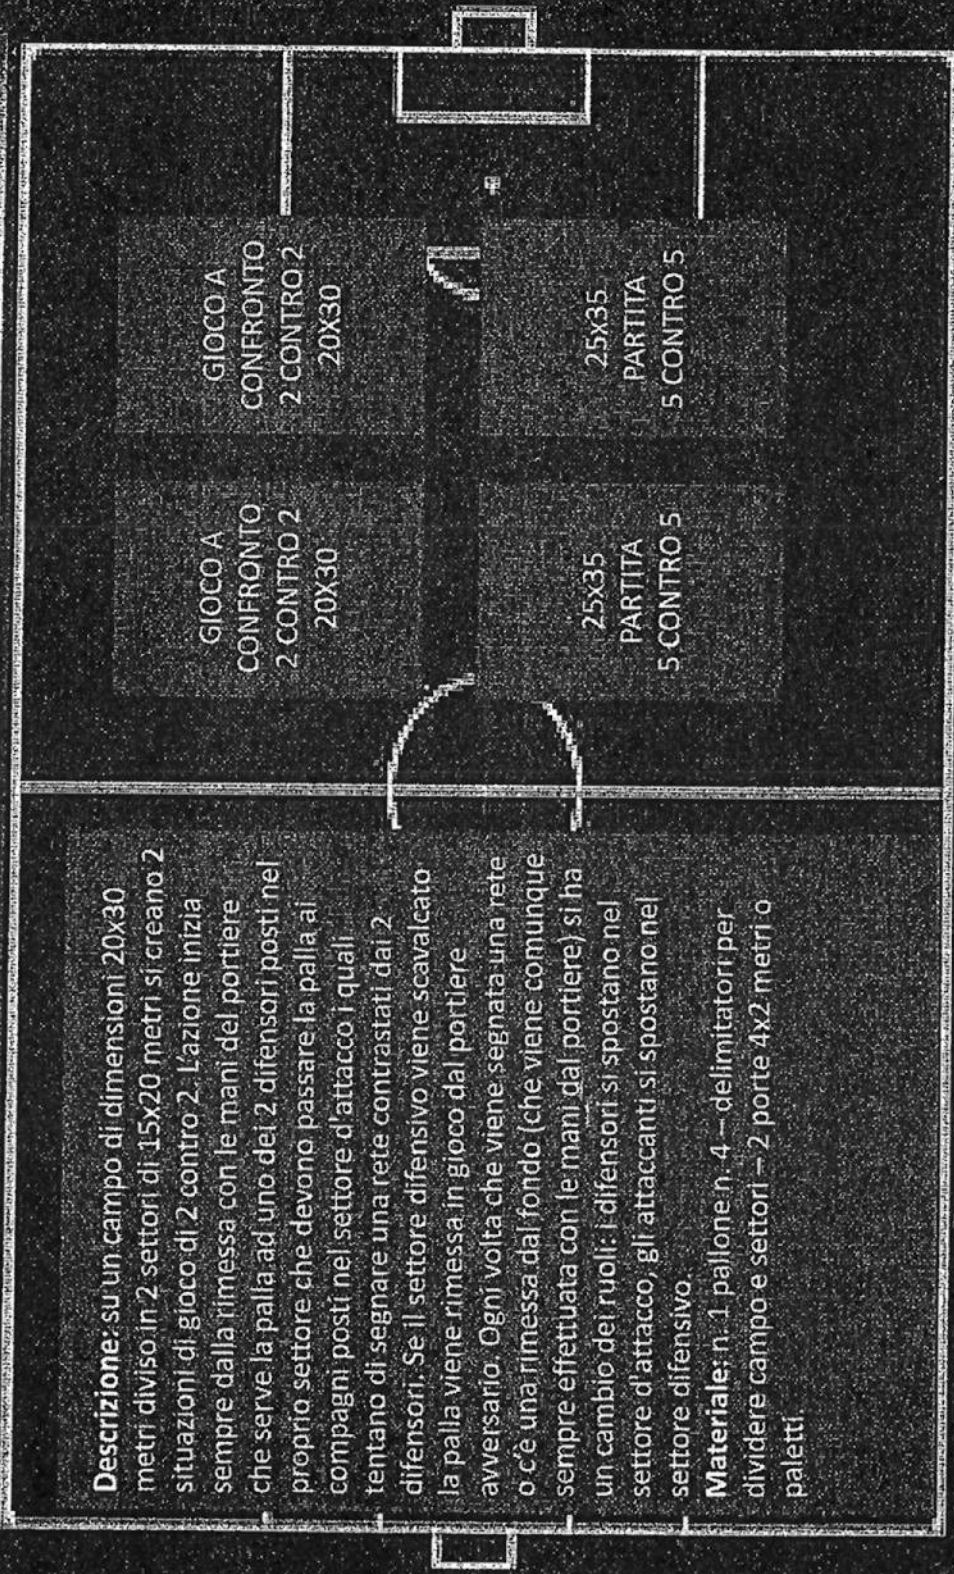 Descrizione: su un campo di dimensioni 20x30
metri diviso in 2 settori di 15x20 metri si creano 2
situazioni di gioco di 2 contro 2. L'azione inizia
sempre dalla rimessa con le mani del portiere
che serve la palla ad uno dei 2 difensori posti nel
proprio settore che devono passare la palla ai
compagni posti nel settore d'attacco i quali
tentano di segnare una rete contrastati dai 2
difensori. Se il settore difensivo viene scavalcato
la palla viene rimessa in gioco dal portiere
avversario. Ogni volta che viene segnata una rete
o c'è una rimessa dal fondo (che viene comunque
sempre effettuata con le mani dal portiere) si ha
un cambio dei ruoli: i difensori si spostano nel
settore d'attacco, gli attaccanti si spostano nel
settore difensivo.
Materiale: n. 1 pallone n. 4 – delimitatori per
dividere campo e settori – 2 porte 4x2 metri o
paletti.
GIOCO A
CONFRONTO
2 CONTRO 2
20X30
25x35
PARTITA
5 CONTRO 5
GIOCO A
CONFRONTO
2 CONTRO 2
20X30
25x35
PARTITA
5 CONTRO 5